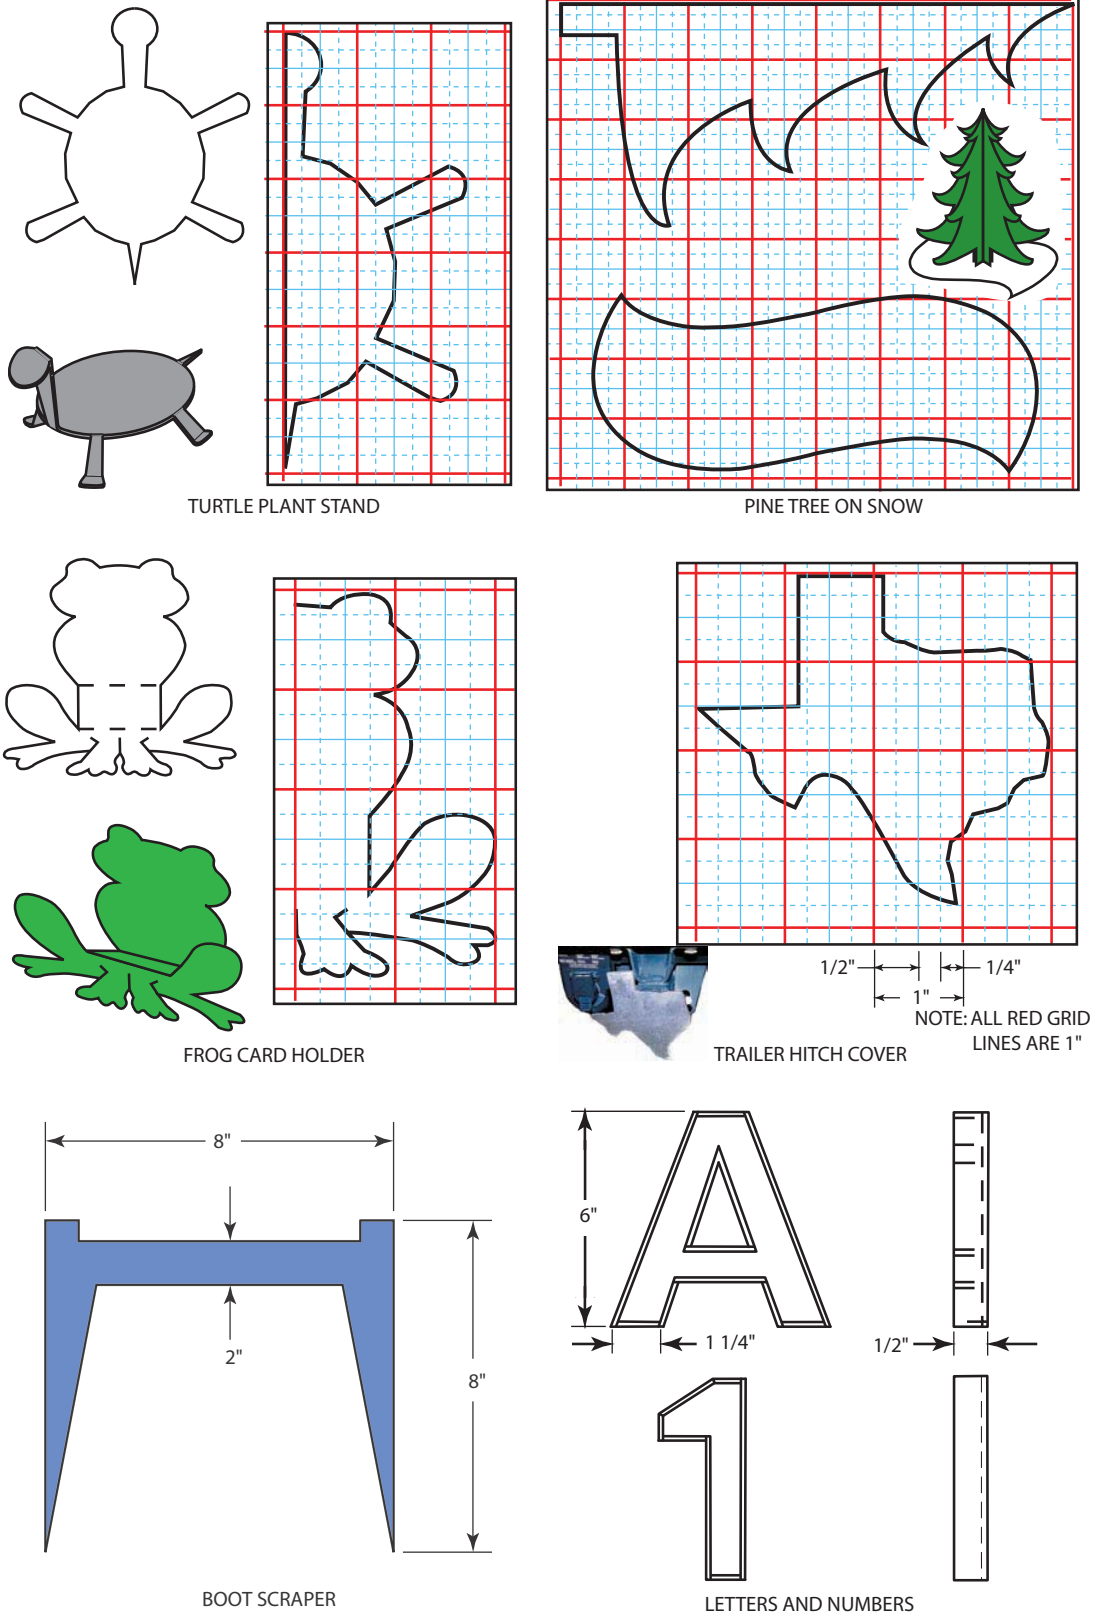 TURTLE PLANT STAND
PINE TREE ON SNOW
1/2"
1/4"
1"
NOTE: ALL RED GRID
LINES ARE 1"
FROG CARD HOLDER
TRAILER HITCH COVER
8"
2"
8"
BOOT SCRAPER
6"
1 1/4"
1/2"
LETTERS AND NUMBERS